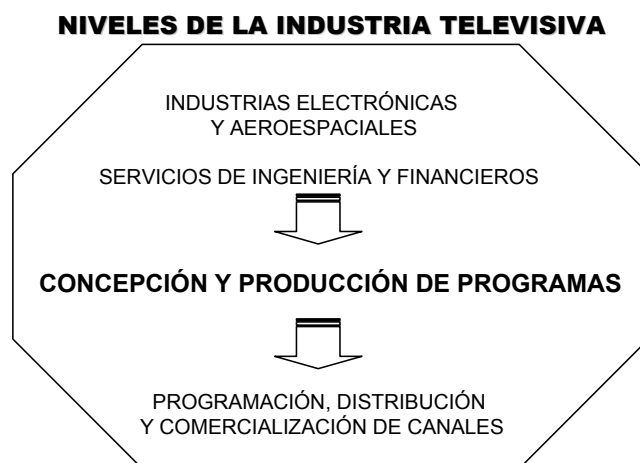 NIVELES DE LA INDUSTRIA TELEVISIVA
INDUSTRIAS ELECTRÓNICAS
Y AEROESPACIALES
SERVICIOS DE INGENIERÍA Y FINANCIEROS
CONCEPCIÓN Y PRODUCCIÓN DE PROGRAMAS
PROGRAMACIÓN, DISTRIBUCIÓN
Y COMERCIALIZACIÓN DE CANALES